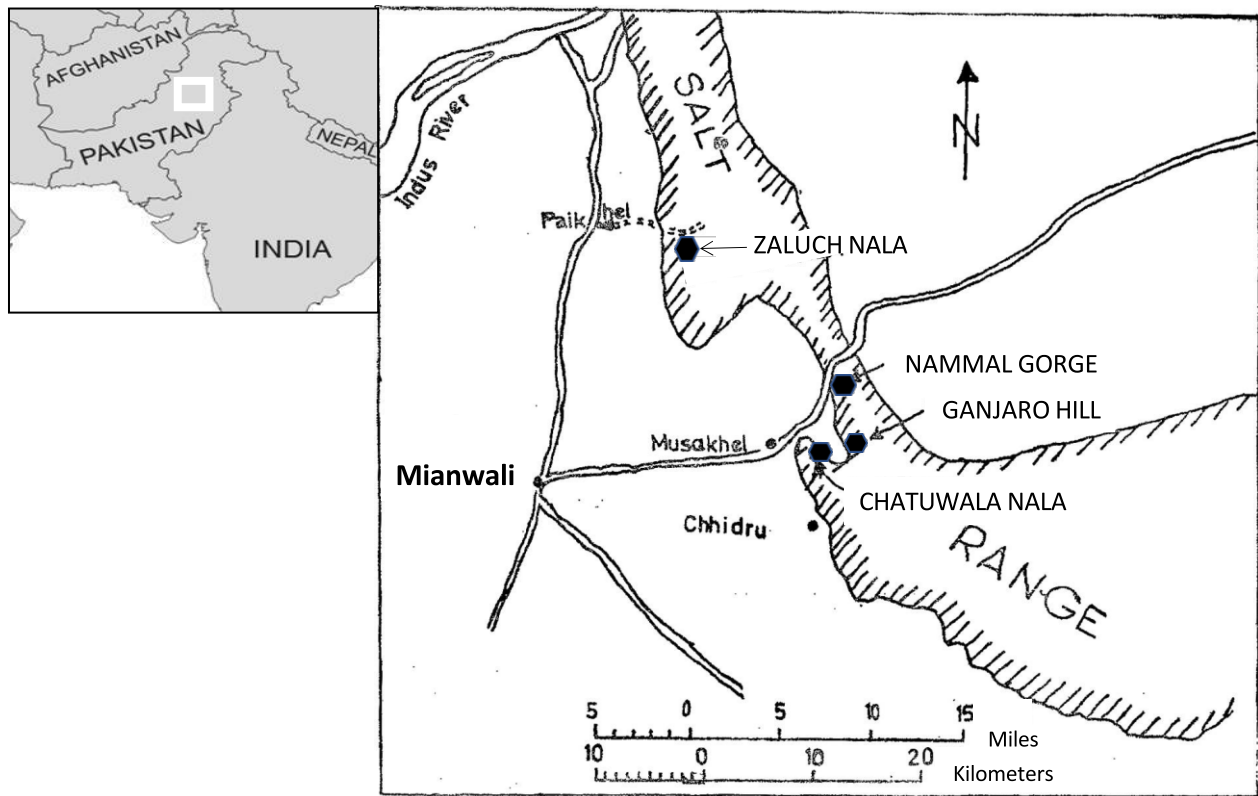 AFGHANISTAN
PAKISTAN
NEPAL
INDIA
SALT
N
Indus River
Paikhel
ZALUCH NALA
NAMMAL GORGE
GANJARO HILL
Musakhel
Mianwali
CHATUWALA NALA
Chhidru
RANGE
5 0 5 10 15
Miles
10 0 10 20
Kilometers